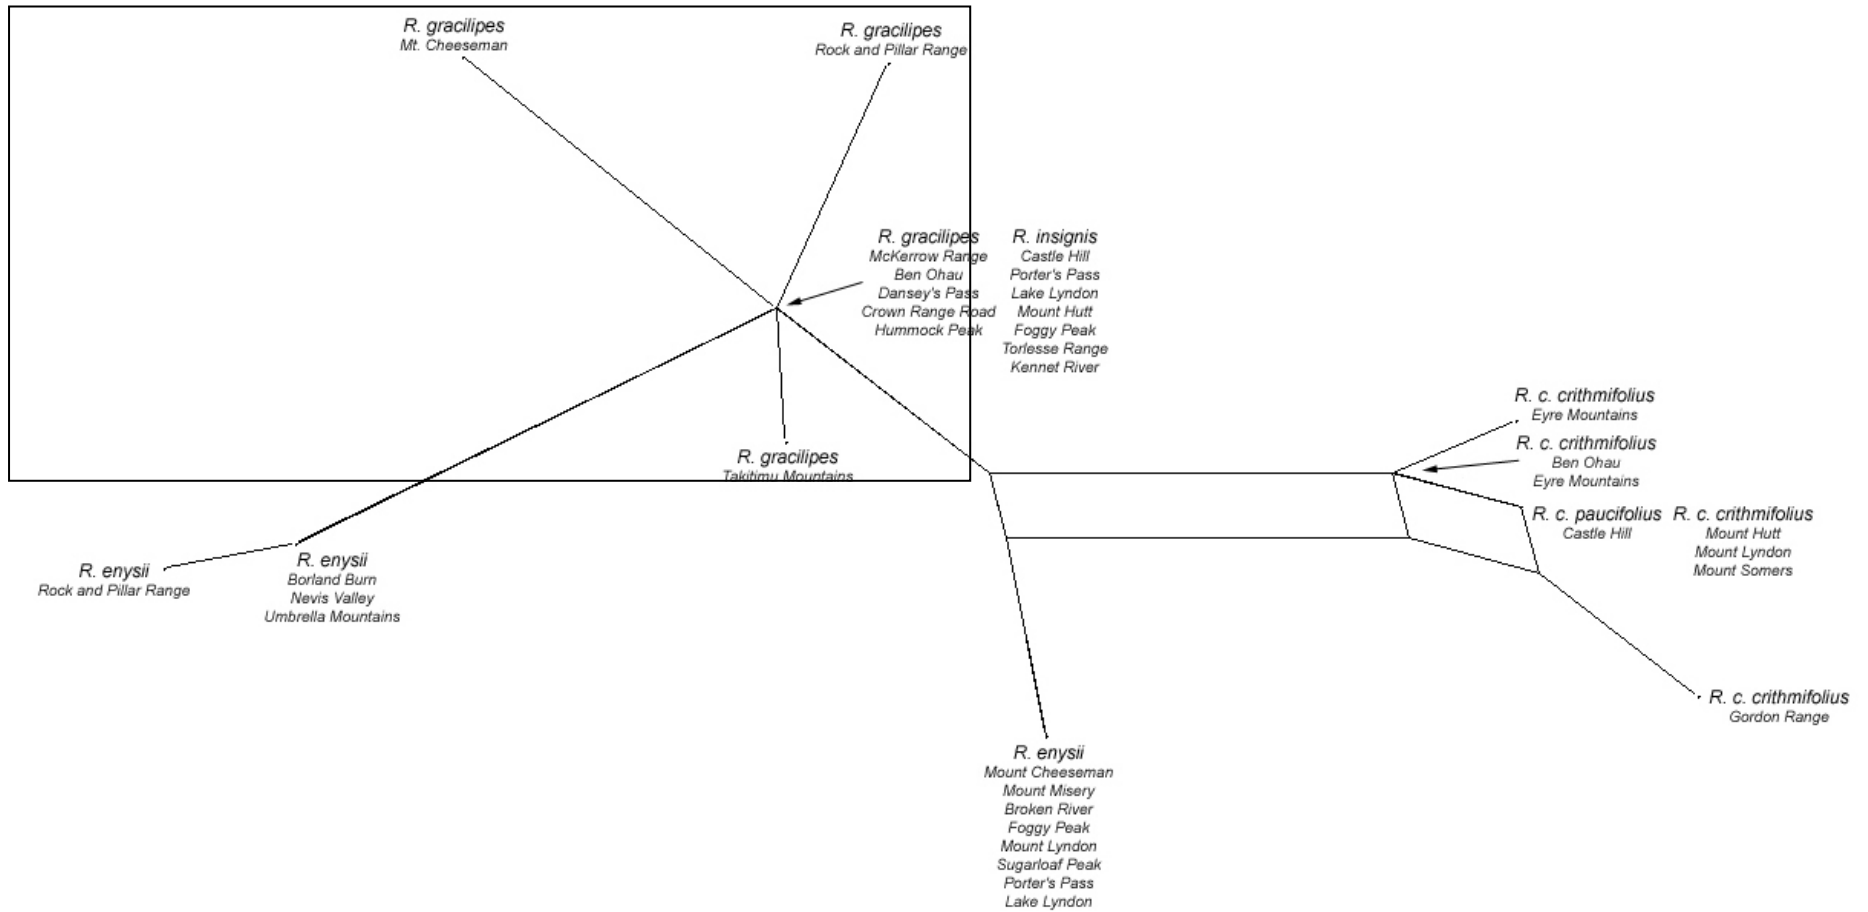 R. gracilipes
Mt. Cheeseman
R. gracilipes
Rock and Pillar Range
R. gracilipes
McKerrow Range
Ben Ohau
Dansey's Pass
Crown Range Road
Hummock Peak
R. insignis
Castle Hill
Porter's Pass
Lake Lyndon
Mount Hutt
Foggy Peak
Torlesse Range
Kennet River
R. gracilipes
Takitimu Mountains
R. c. crithmifolius
Eyre Mountains
R. c. crithmifolius
Ben Ohau
Eyre Mountains
R. c. paucifolius
Castle Hill
R. c. crithmifolius
Mount Hutt
Mount Lyndon
Mount Somers
R. enysii
Rock and Pillar Range
R. enysii
Borland Burn
Nevis Valley
Umbrella Mountains
R. c. crithmifolius
Gordon Range
R. enysii
Mount Cheeseman
Mount Misery
Broken River
Foggy Peak
Mount Lyndon
Sugarloaf Peak
Porter's Pass
Lake Lyndon